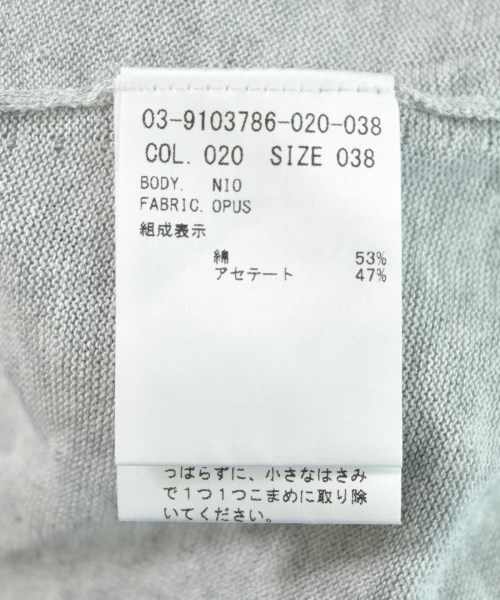 03-9103786-020-038
COL. 020 SIZE 038
BODY. NIO
FABRIC. OPUS
組成表示
綿 53%
アセテート 47%
っぱらずに、小さなはさみ
で1つ1つこまめに取り除
いてください。